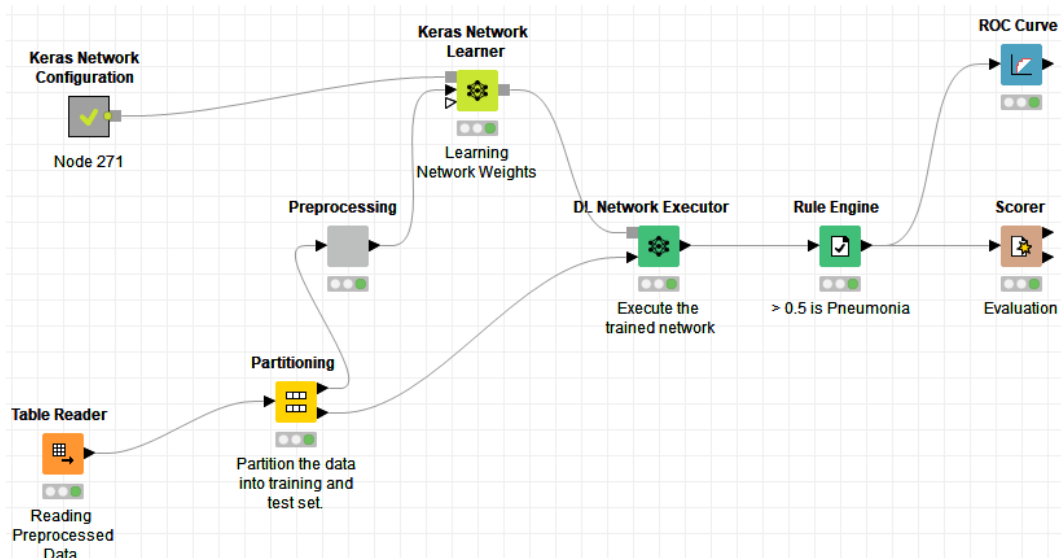 ROC Curve
Keras Network
Learner
Keras Network
Configuration
Node 271
Learning
Network Weights
Preprocessing
DL Network Executor
Rule Engine
Scorer
Execute the
trained network
> 0.5 is Pneumonia
Evaluation
Partitioning
Table Reader
Partition the data
into training and
test set.
Reading
Preprocessed
Data